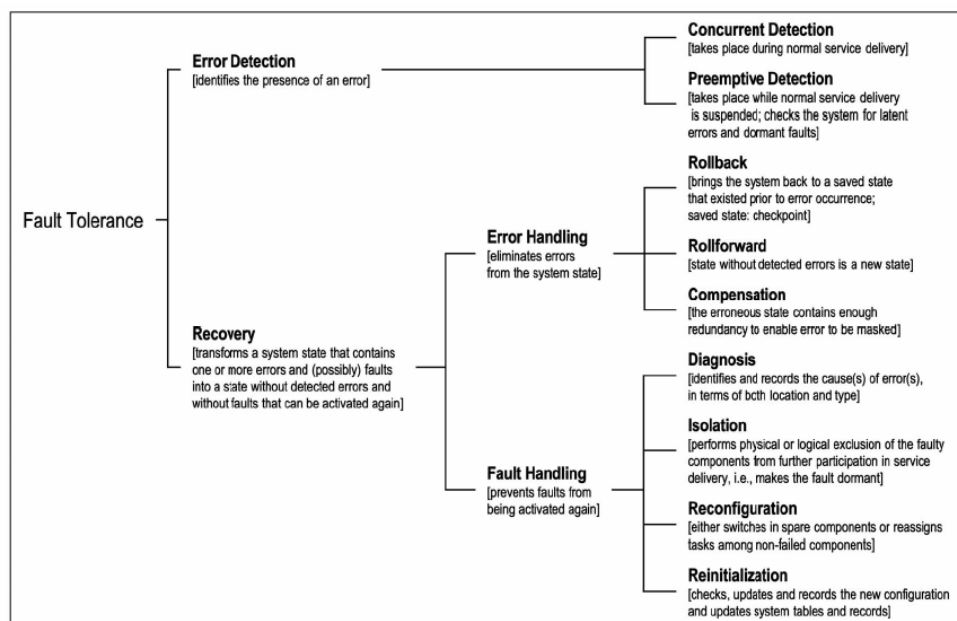 Fault Tolerance
Error Detection
[identifies the presence of an error]
Concurrent Detection
[takes place during normal service delivery]
Preemptive Detection
[takes place while normal service delivery
is suspended; checks the system for latent
errors and dormant faults]
Recovery
[transforms a system state that contains
one or more errors and (possibly) faults
into a state without detected errors and
without faults that can be activated again]
Error Handling
[eliminates errors
from the system state]
Rollback
[brings the system back to a saved state
that existed prior to error occurrence;
saved state: checkpoint]
Rollforward
[state without detected errors is a new state]
Compensation
[the erroneous state contains enough
redundancy to enable error to be masked]
Fault Handling
[prevents faults from
being activated again]
Diagnosis
[identifies and records the cause(s) of error(s),
in terms of both location and type]
Isolation
[performs physical or logical exclusion of the faulty
components from further participation in service
delivery, i.e., makes the fault dormant]
Reconfiguration
[either switches in spare components or reassigns
tasks among non-failed components]
Reinitialization
[checks, updates and records the new configuration
and updates system tables and records]